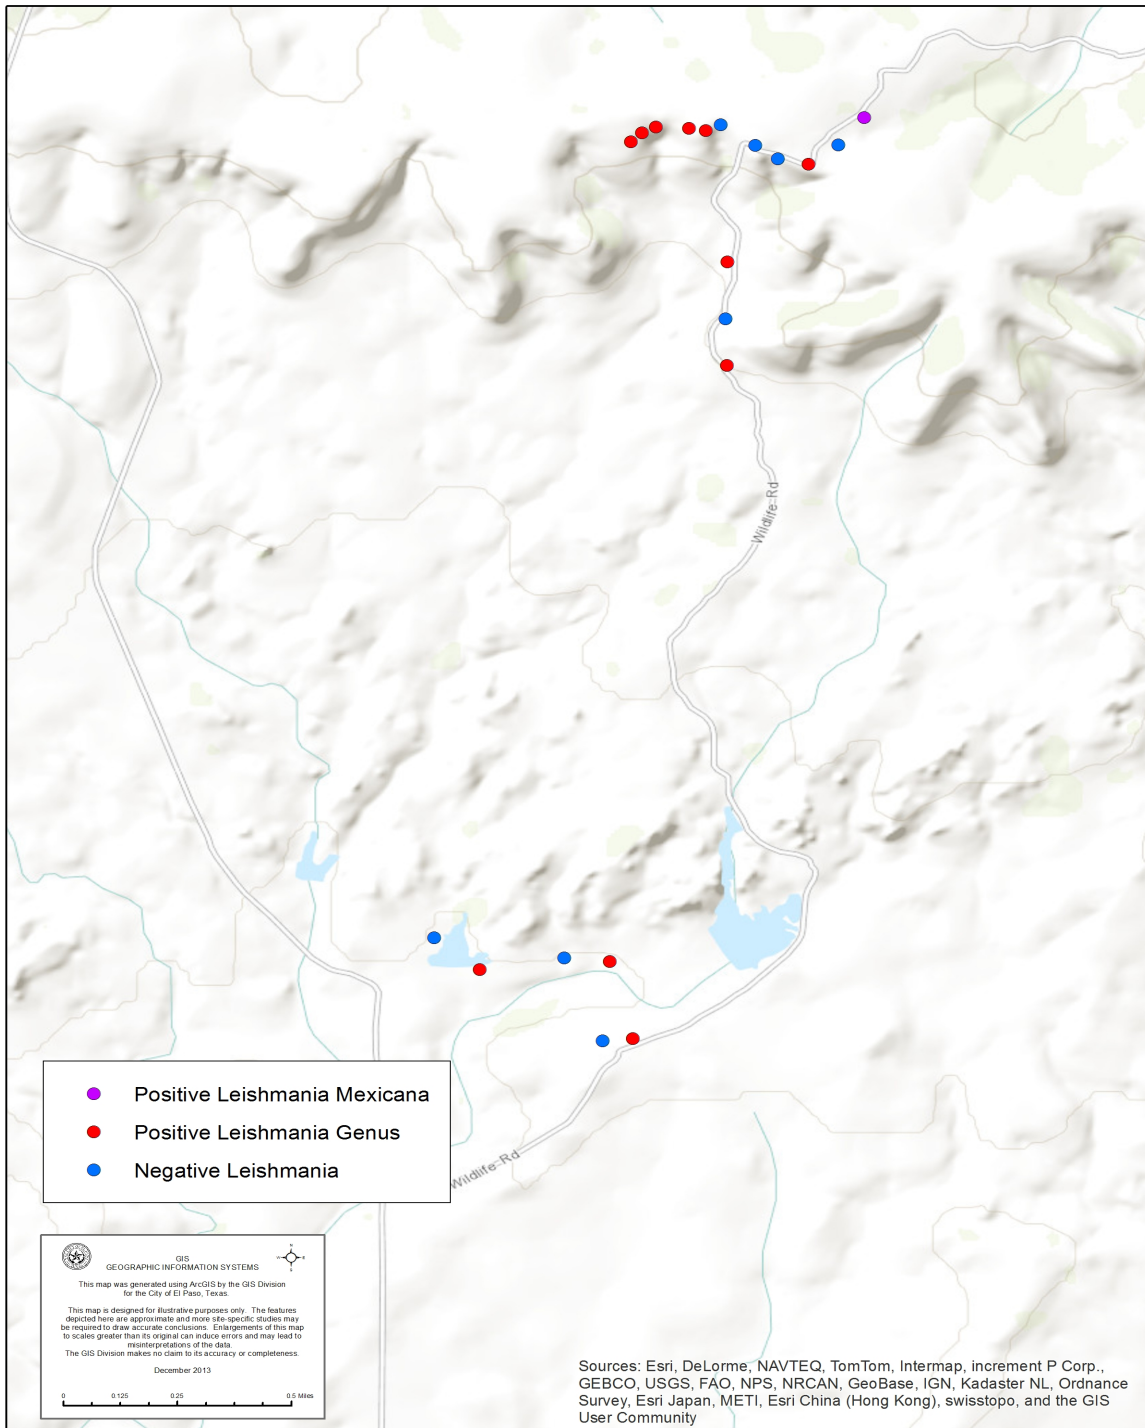 Wildlife Rd
Wildlife Rd
Positive Leishmania Mexicana
Positive Leishmania Genus
Negative Leishmania
N
W E
S
GIS
GEOGRAPHIC INFORMATION SYSTEMS
This map was generated using ArcGIS by the GIS Division
for the City of El Paso, Texas.
This map is designed for illustrative purposes only. The features
depicted here are approximate and more site-specific studies may
be required to draw accurate conclusions. Enlargements of this map
to scales greater than its original can induce errors and may lead to
misinterpretations of the data.
The GIS Division makes no claim to its accuracy or completeness.
December 2013
0 0.125 0.25 0.5 Miles
Sources: Esri, DeLorme, NAVTEQ, TomTom, Intermap, increment P Corp.,
GEBCO, USGS, FAO, NPS, NRCAN, GeoBase, IGN, Kadaster NL, Ordnance
Survey, Esri Japan, METI, Esri China (Hong Kong), swisstopo, and the GIS
User Community